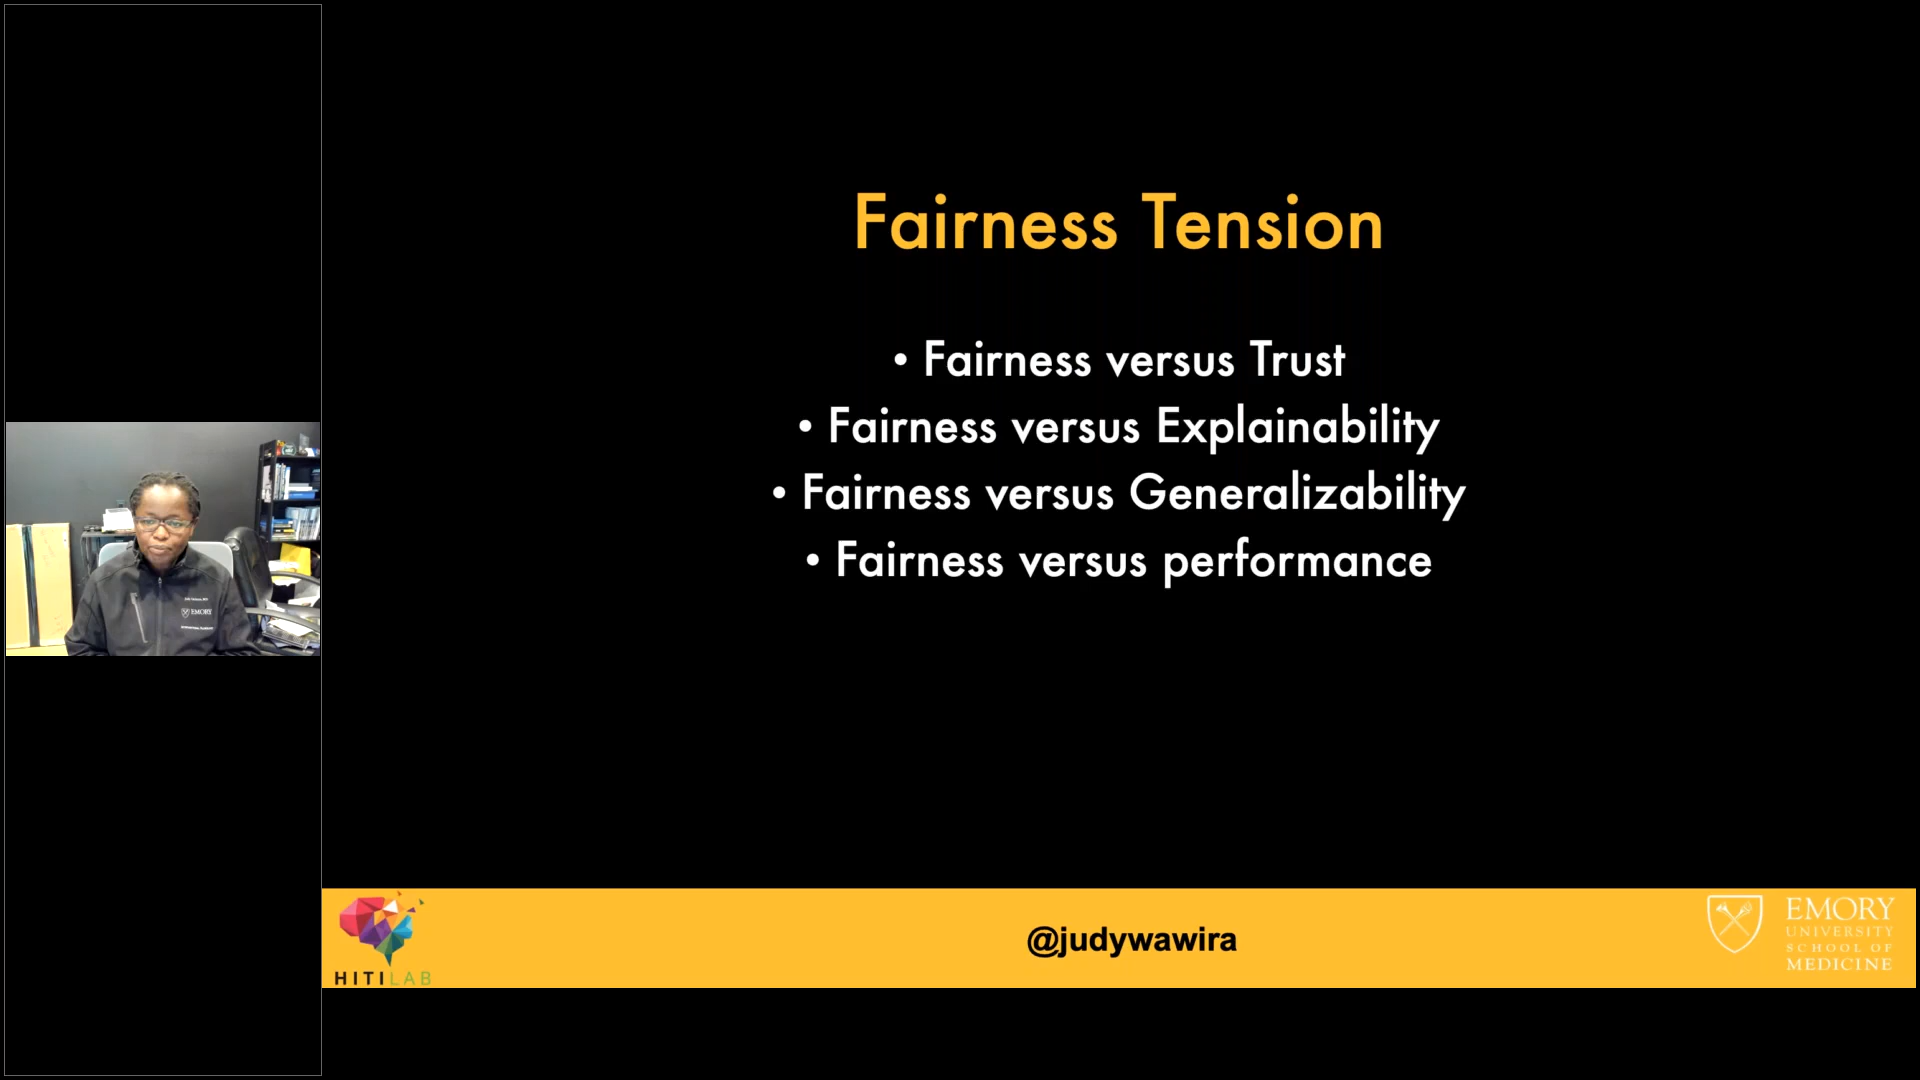 Fairness Tension
• Fairness versus Trust
• Fairness versus Explainability
• Fairness versus Generalizability
• Fairness versus performance
EMORY
HITILAB
@judywawira
EMORY
UNIVERSITY
SCHOOL OF
MEDICINE